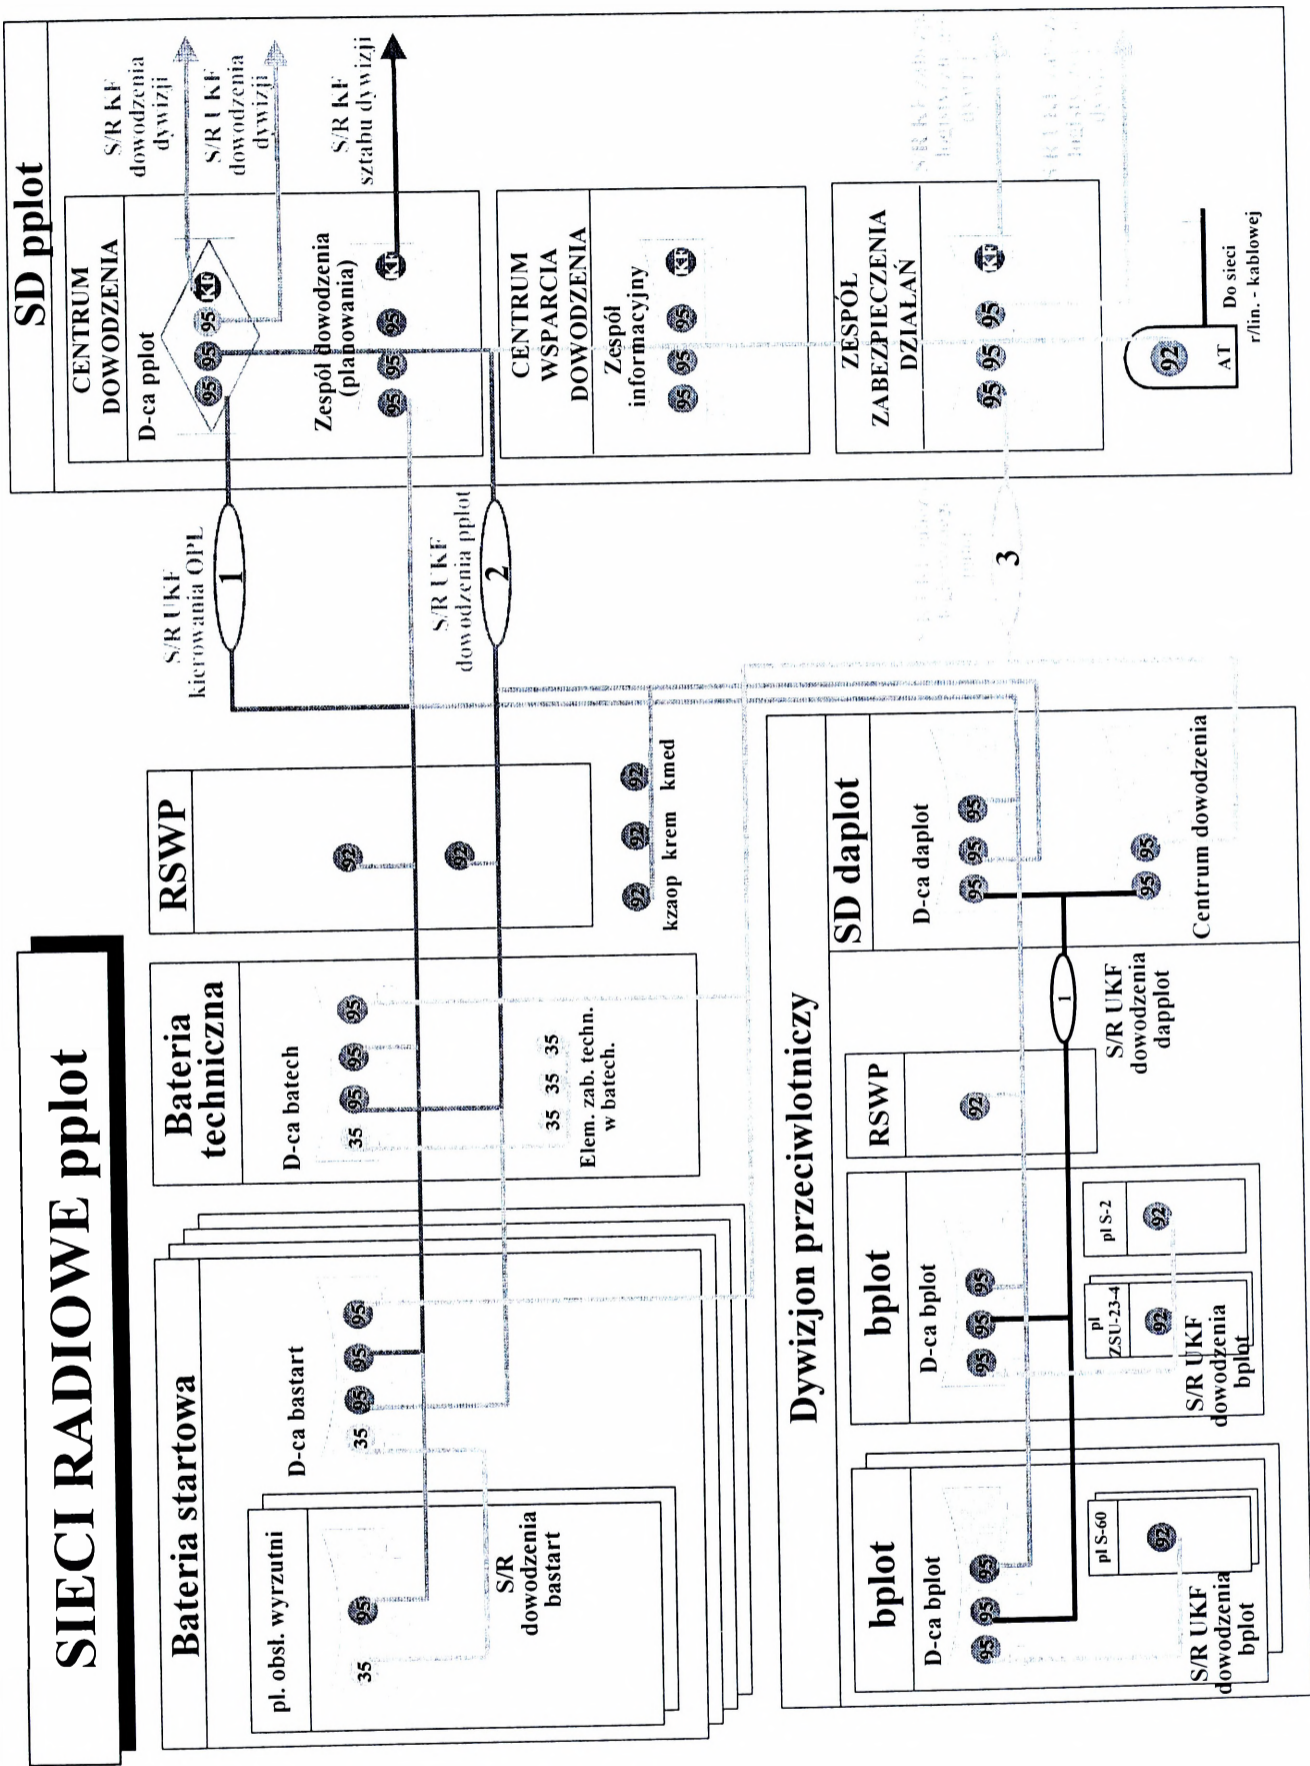 SIECI RADIOWE pplot
SD pplot
CENTRUM
DOWODZENIA
D-ca pplot
95 95 95 KF
S/R KF
dowodzenia
dywizji
S/R UKF
dowodzenia
dywizji
Zespół dowodzenia
(planowania)
95 95 95 KF
S/R KF
sztabu dywizji
CENTRUM
WSPARCIA
DOWODZENIA
Zespół
informacyjny
95 95 95 KF
ZESPÓŁ
ZABEZPIECZENIA
DZIAŁAŃ
95 95 95 KF
92
AT
Do sieci
r/lin. - kablowej
S/R UKF
kierowania OPL
1
S/R UKF
dowodzenia pplot
2
3
Bateria startowa
pl. obsł. wyrzutni
35 95
S/R
dowodzenia
bastart
D-ca bastart
35 95 95 95
Bateria
techniczna
D-ca batech
35 95 95 95
35 35 35
Elem. zab. techn.
w batech.
RSWP
92
92
92 92 92
kzaop krem kmed
Dywizjon przeciwlotniczy
bplot
D-ca bplot
95 95 95
pl S-60
92
S/R UKF
dowodzenia
bplot
bplot
D-ca bplot
95 95 95
pl
ZSU-23-4
92
pl S-2
92
S/R UKF
dowodzenia
bplot
RSWP
92
1
S/R UKF
dowodzenia
dapplot
SD daplot
D-ca daplot
95 95 95
95 95
Centrum dowodzenia